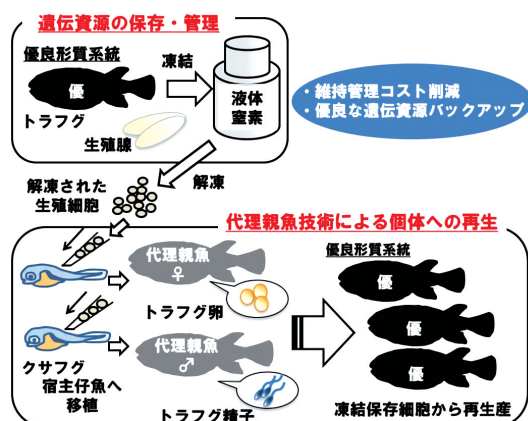 遺伝資源の保存・管理
優良形質系統
優
トラフグ
凍結
生殖腺
液体
窒素
・維持管理コスト削減
・優良な遺伝資源バックアップ
解凍
解凍された
生殖細胞
代理親魚技術による個体への再生
代理親魚
♀
トラフグ卵
代理親魚
♂
トラフグ精子
クサフグ
宿主仔魚へ
移植
優良形質系統
優
優
優
凍結保存細胞から再生産